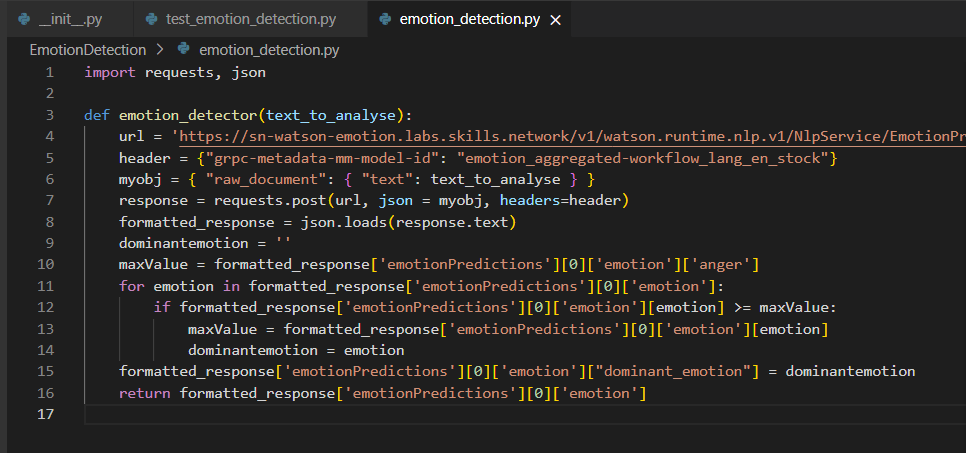 __init__.py test_emotion_detection.py emotion_detection.py ×
EmotionDetection > emotion_detection.py
1 import requests, json
2
3 def emotion_detector(text_to_analyse):
4     url = 'https://sn-watson-emotion.labs.skills.network/v1/watson.runtime.nlp.v1/NlpService/EmotionPr
5     header = {"grpc-metadata-mm-model-id": "emotion_aggregated-workflow_lang_en_stock"}
6     myobj = { "raw_document": { "text": text_to_analyse } }
7     response = requests.post(url, json = myobj, headers=header)
8     formatted_response = json.loads(response.text)
9     dominantemotion = ''
10     maxValue = formatted_response['emotionPredictions'][0]['emotion']['anger']
11     for emotion in formatted_response['emotionPredictions'][0]['emotion']:
12         if formatted_response['emotionPredictions'][0]['emotion'][emotion] >= maxValue:
13             maxValue = formatted_response['emotionPredictions'][0]['emotion'][emotion]
14             dominantemotion = emotion
15     formatted_response['emotionPredictions'][0]['emotion']["dominant_emotion"] = dominantemotion
16     return formatted_response['emotionPredictions'][0]['emotion']
17